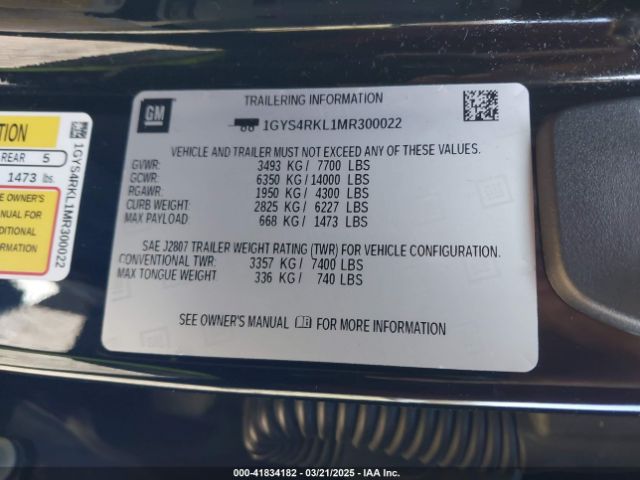 TION
REAR 5
1473 lbs.
E OWNER'S
MANUAL FOR
DITIONAL
FORMATION
1GYS4RKL1MR300022
GM
TRAILERING INFORMATION
1GYS4RKL1MR300022
VEHICLE AND TRAILER MUST NOT EXCEED ANY OF THESE VALUES.
GVWR: 3493 KG / 7700 LBS
GCWR: 6350 KG / 14000 LBS
RGAWR: 1950 KG / 4300 LBS
CURB WEIGHT: 2825 KG / 6227 LBS
MAX PAYLOAD: 668 KG / 1473 LBS
SAE J2807 TRAILER WEIGHT RATING (TWR) FOR VEHICLE CONFIGURATION.
CONVENTIONAL TWR: 3357 KG / 7400 LBS
MAX TONGUE WEIGHT: 336 KG / 740 LBS
SEE OWNER'S MANUAL FOR MORE INFORMATION
000-41834182 — 03/21/2025 — IAA Inc.